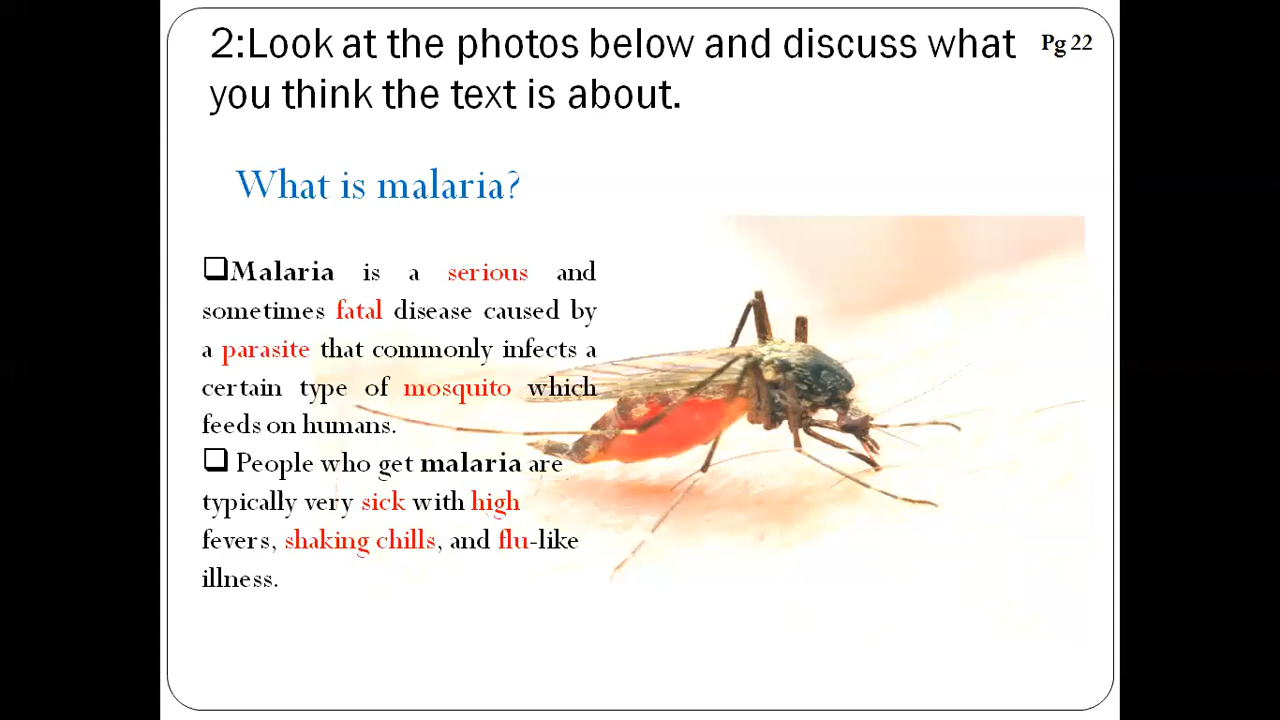 2:Look at the photos below and discuss what
you think the text is about.
Pg 22
What is malaria?
❑Malaria is a serious and
sometimes fatal disease caused by
a parasite that commonly infects a
certain type of mosquito which
feeds on humans.
❑ People who get malaria are
typically very sick with high
fevers, shaking chills, and flu-like
illness.